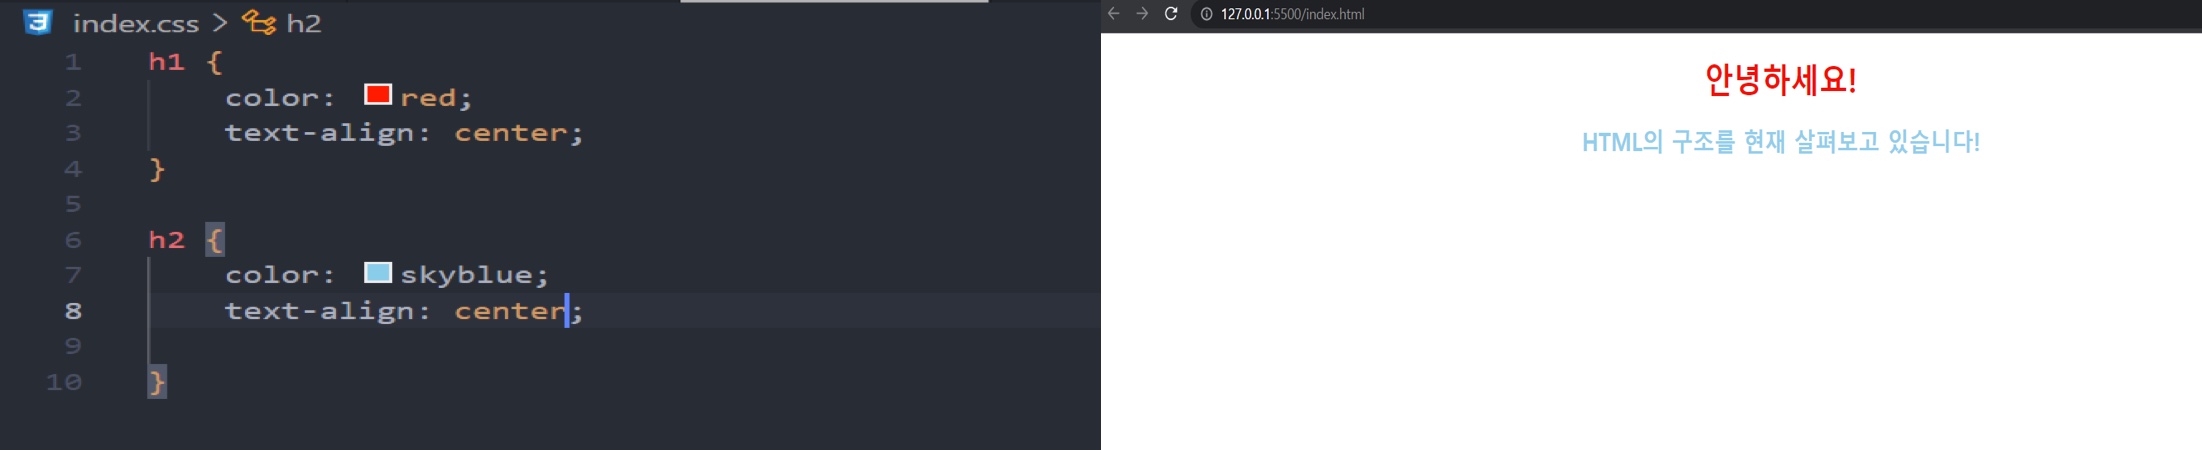 index.css > h2
1 h1 {
2 color: red;
3 text-align: center;
4 }
5
6 h2 {
7 color: skyblue;
8 text-align: center;
9
10 }
127.0.0.1:5500/index.html
안녕하세요!
HTML의 구조를 현재 살펴보고 있습니다!